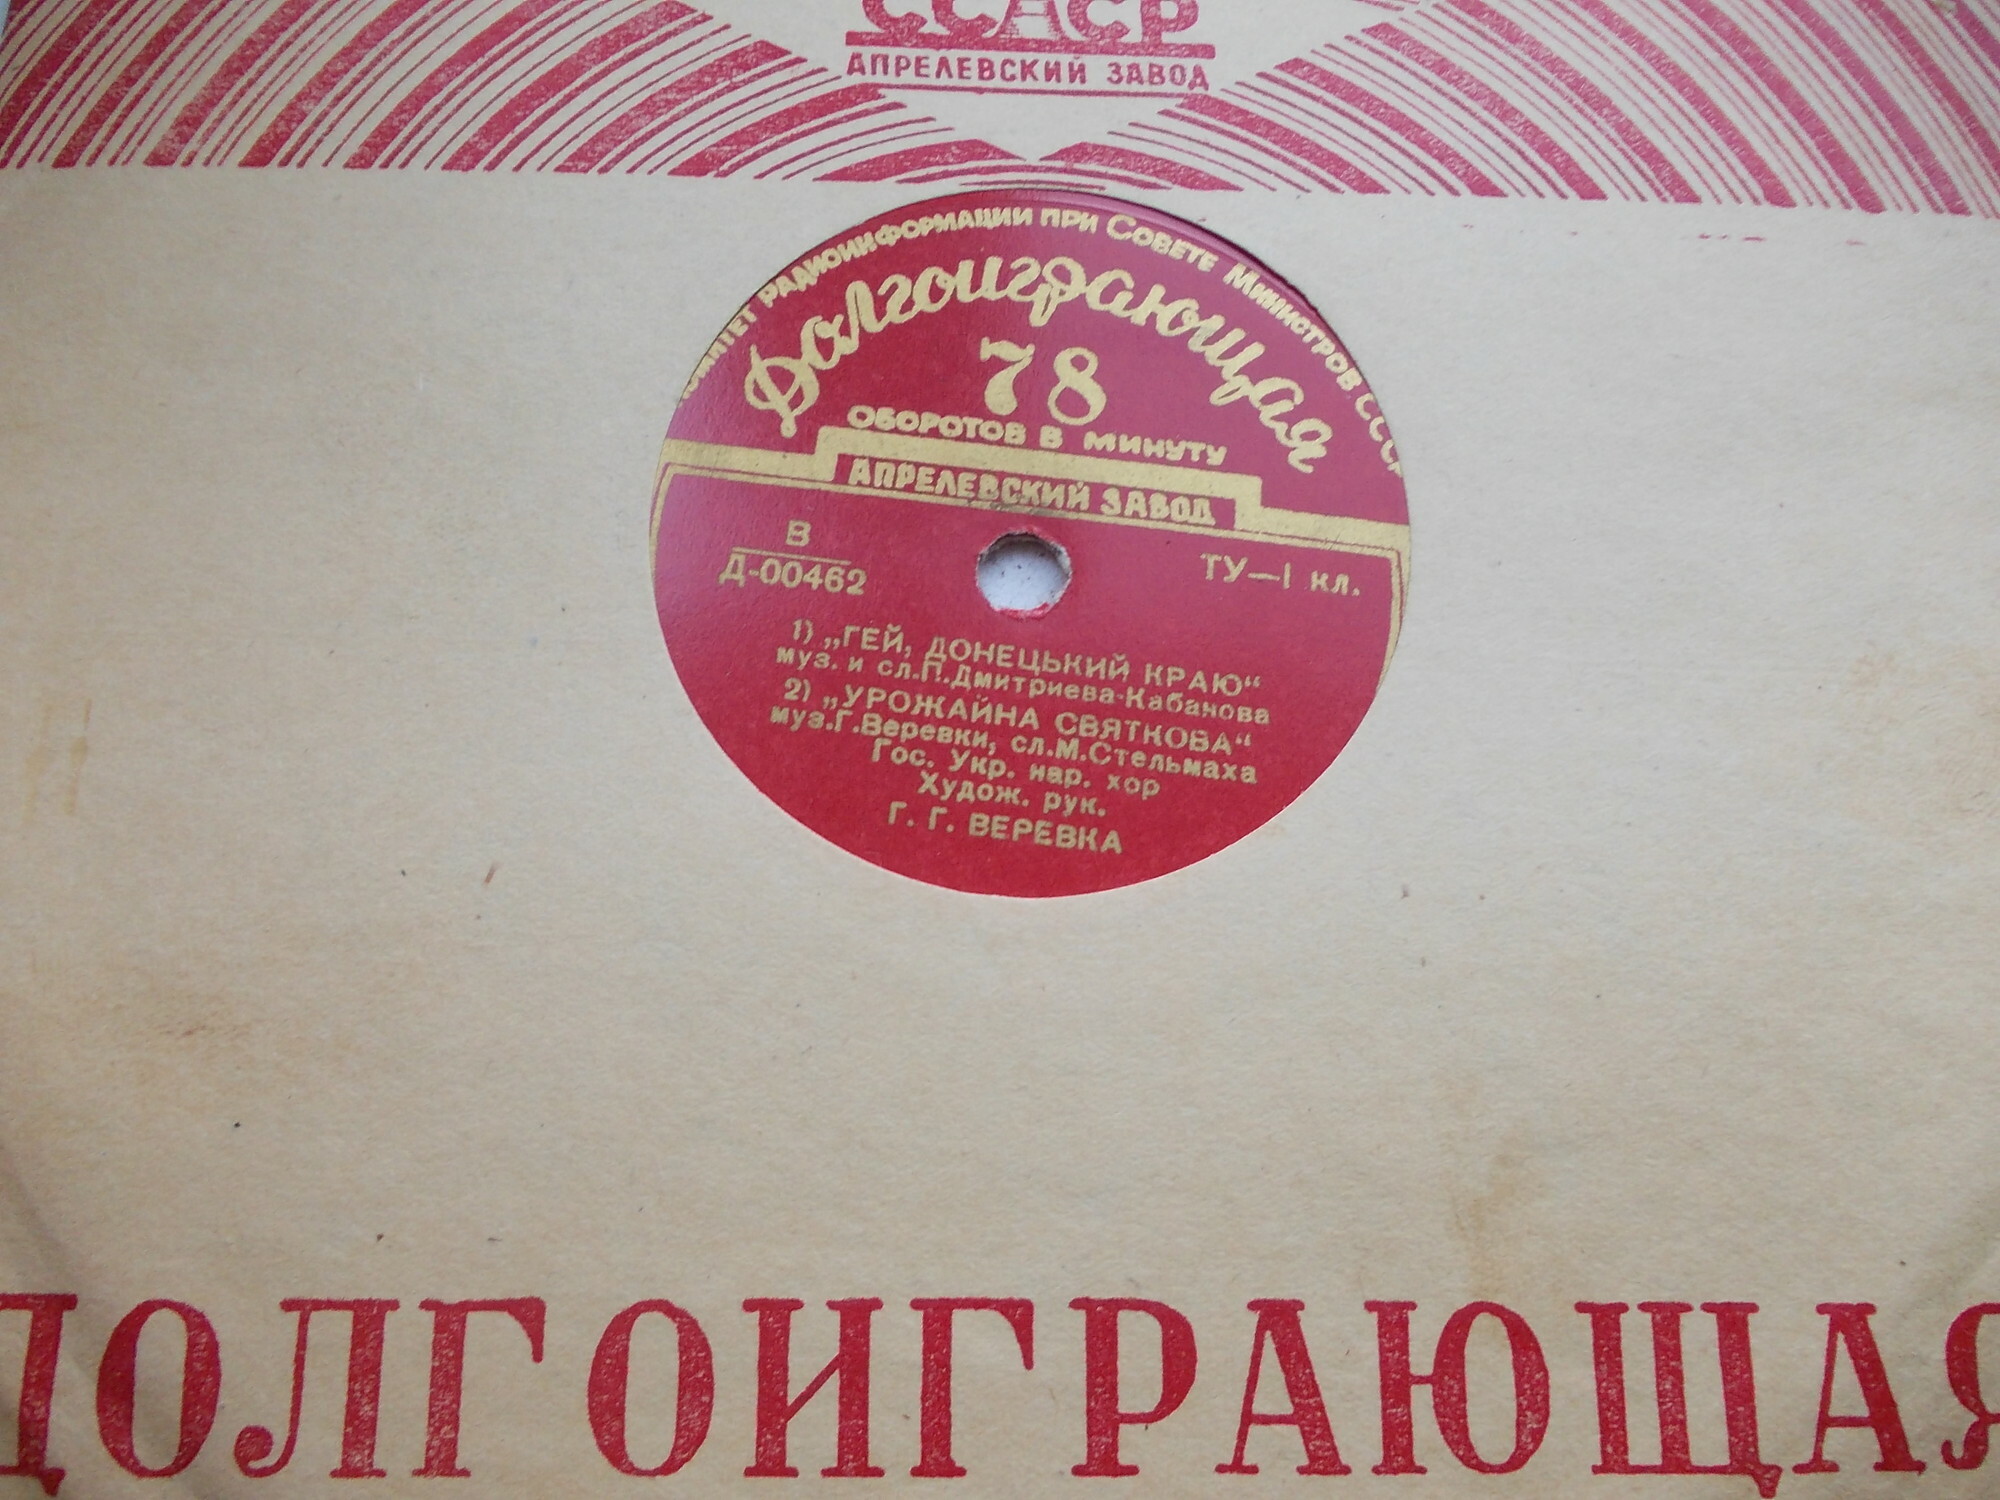 СССР
АПРЕЛЕВСКИЙ ЗАВОД
КОМИТЕТ РАДИОИНФОРМАЦИИ ПРИ СОВЕТЕ МИНИСТРОВ СССР
Долгоиграющая
78
ОБОРОТОВ В МИНУТУ
АПРЕЛЕВСКИЙ ЗАВОД
В
Д-00462
ТУ—I кл.
1) „ГЕЙ, ДОНЕЦЬКИЙ КРАЮ“
муз. и сл.П.Дмитриева-Кабанова
2) „УРОЖАЙНА СВЯТКОВА“
муз.Г.Веревки, сл.М.Стельмаха
Гос. Укр. нар. хор
Худож. рук.
Г. Г. ВЕРЕВКА
ДОЛГОИГРАЮЩАЯ